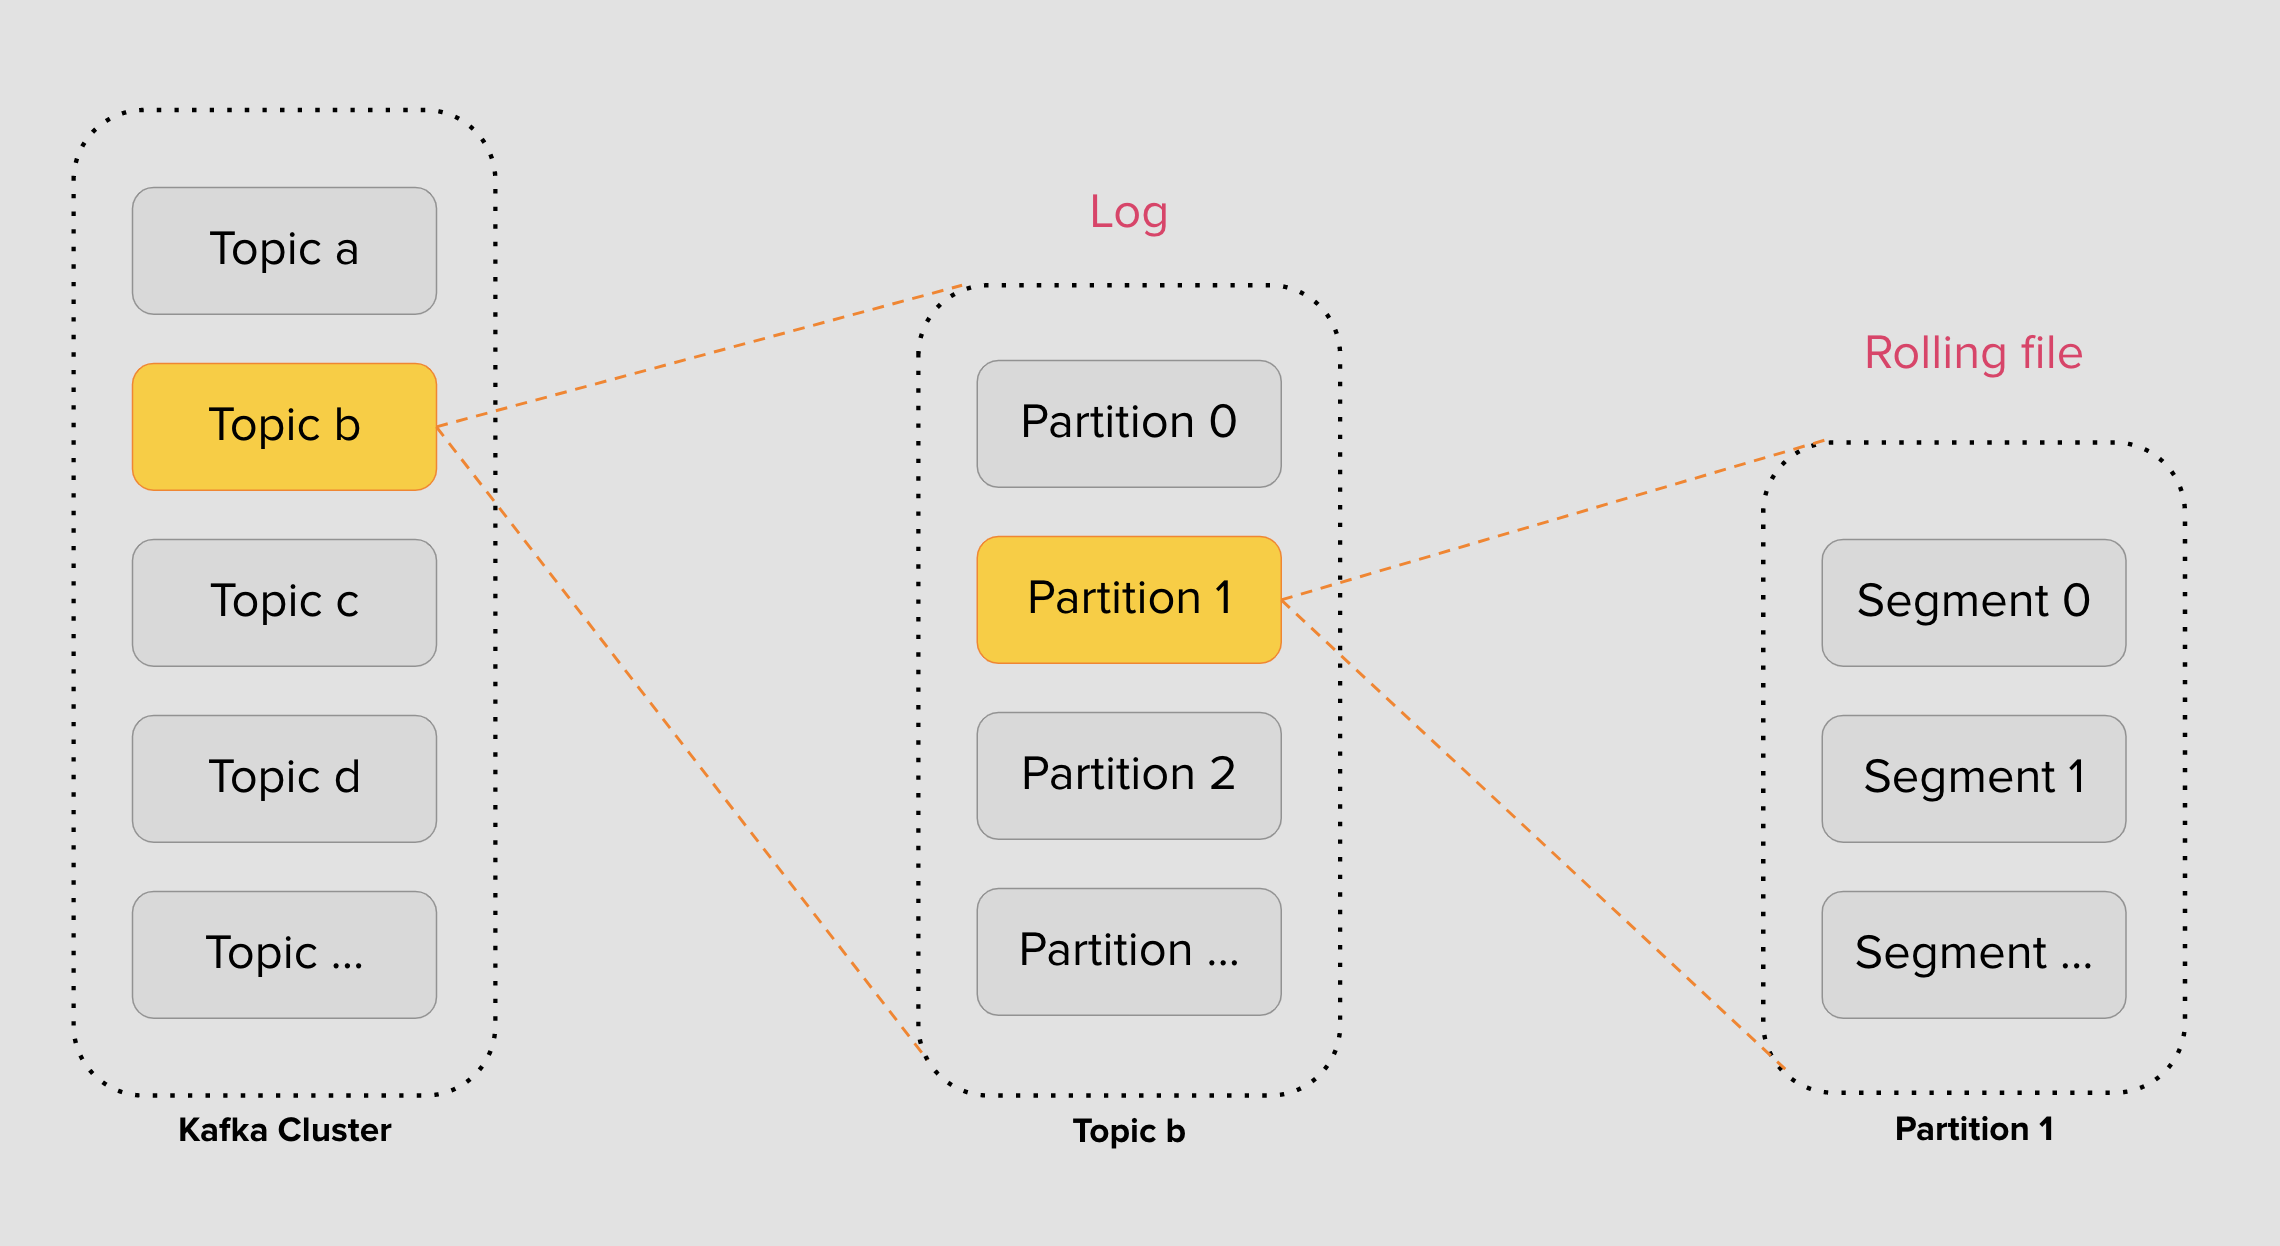 Topic a
Topic b
Topic c
Topic d
Topic ...
Kafka Cluster
Log
Partition 0
Partition 1
Partition 2
Partition ...
Topic b
Rolling file
Segment 0
Segment 1
Segment ...
Partition 1